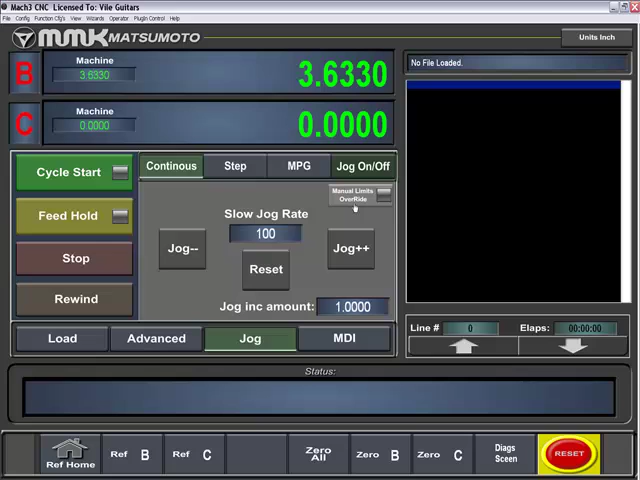 Mach3 CNC Licensed To: Vile Guitars
File Config Function Cfg's View Wizards Operator PlugIn Control Help
MMK MATSUMOTO
Units Inch
B
Machine
3.6330
3.6330
C
Machine
0.0000
0.0000
No File Loaded.
Cycle Start
Feed Hold
Stop
Rewind
Continous
Step
MPG
Jog On/Off
Manual Limits
OverRide
Slow Jog Rate
Jog--
100
Jog++
Reset
Jog inc amount: 1.0000
Line # 0 Elaps: 00:00:00
Load
Advanced
Jog
MDI
Status:
Ref Home
Ref B
Ref C
Zero
All
Zero B
Zero C
Diags
Sceen
RESET